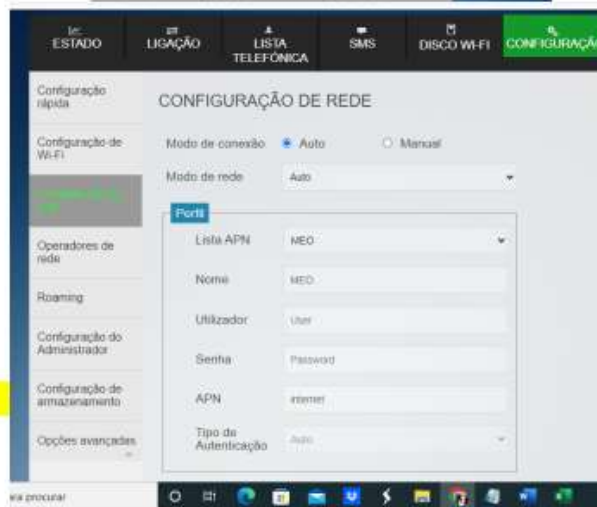 ESTADO
LIGAÇÃO
LISTA
TELEFÓNICA
SMS
DISCO WI-FI
CONFIGURAÇÃ
Configuração
rápida
Configuração de
Wi-Fi
Operadores de
rede
Roaming
Configuração do
Administrador
Configuração de
armazenamento
Opções avançadas
CONFIGURAÇÃO DE REDE
Modo de conexão Auto Manual
Modo de rede Auto
Perfil
Lista APN MEO
Nome MEO
Utilizador User
Senha Password
APN internet
Tipo de
Autenticação Auto
ara procurar